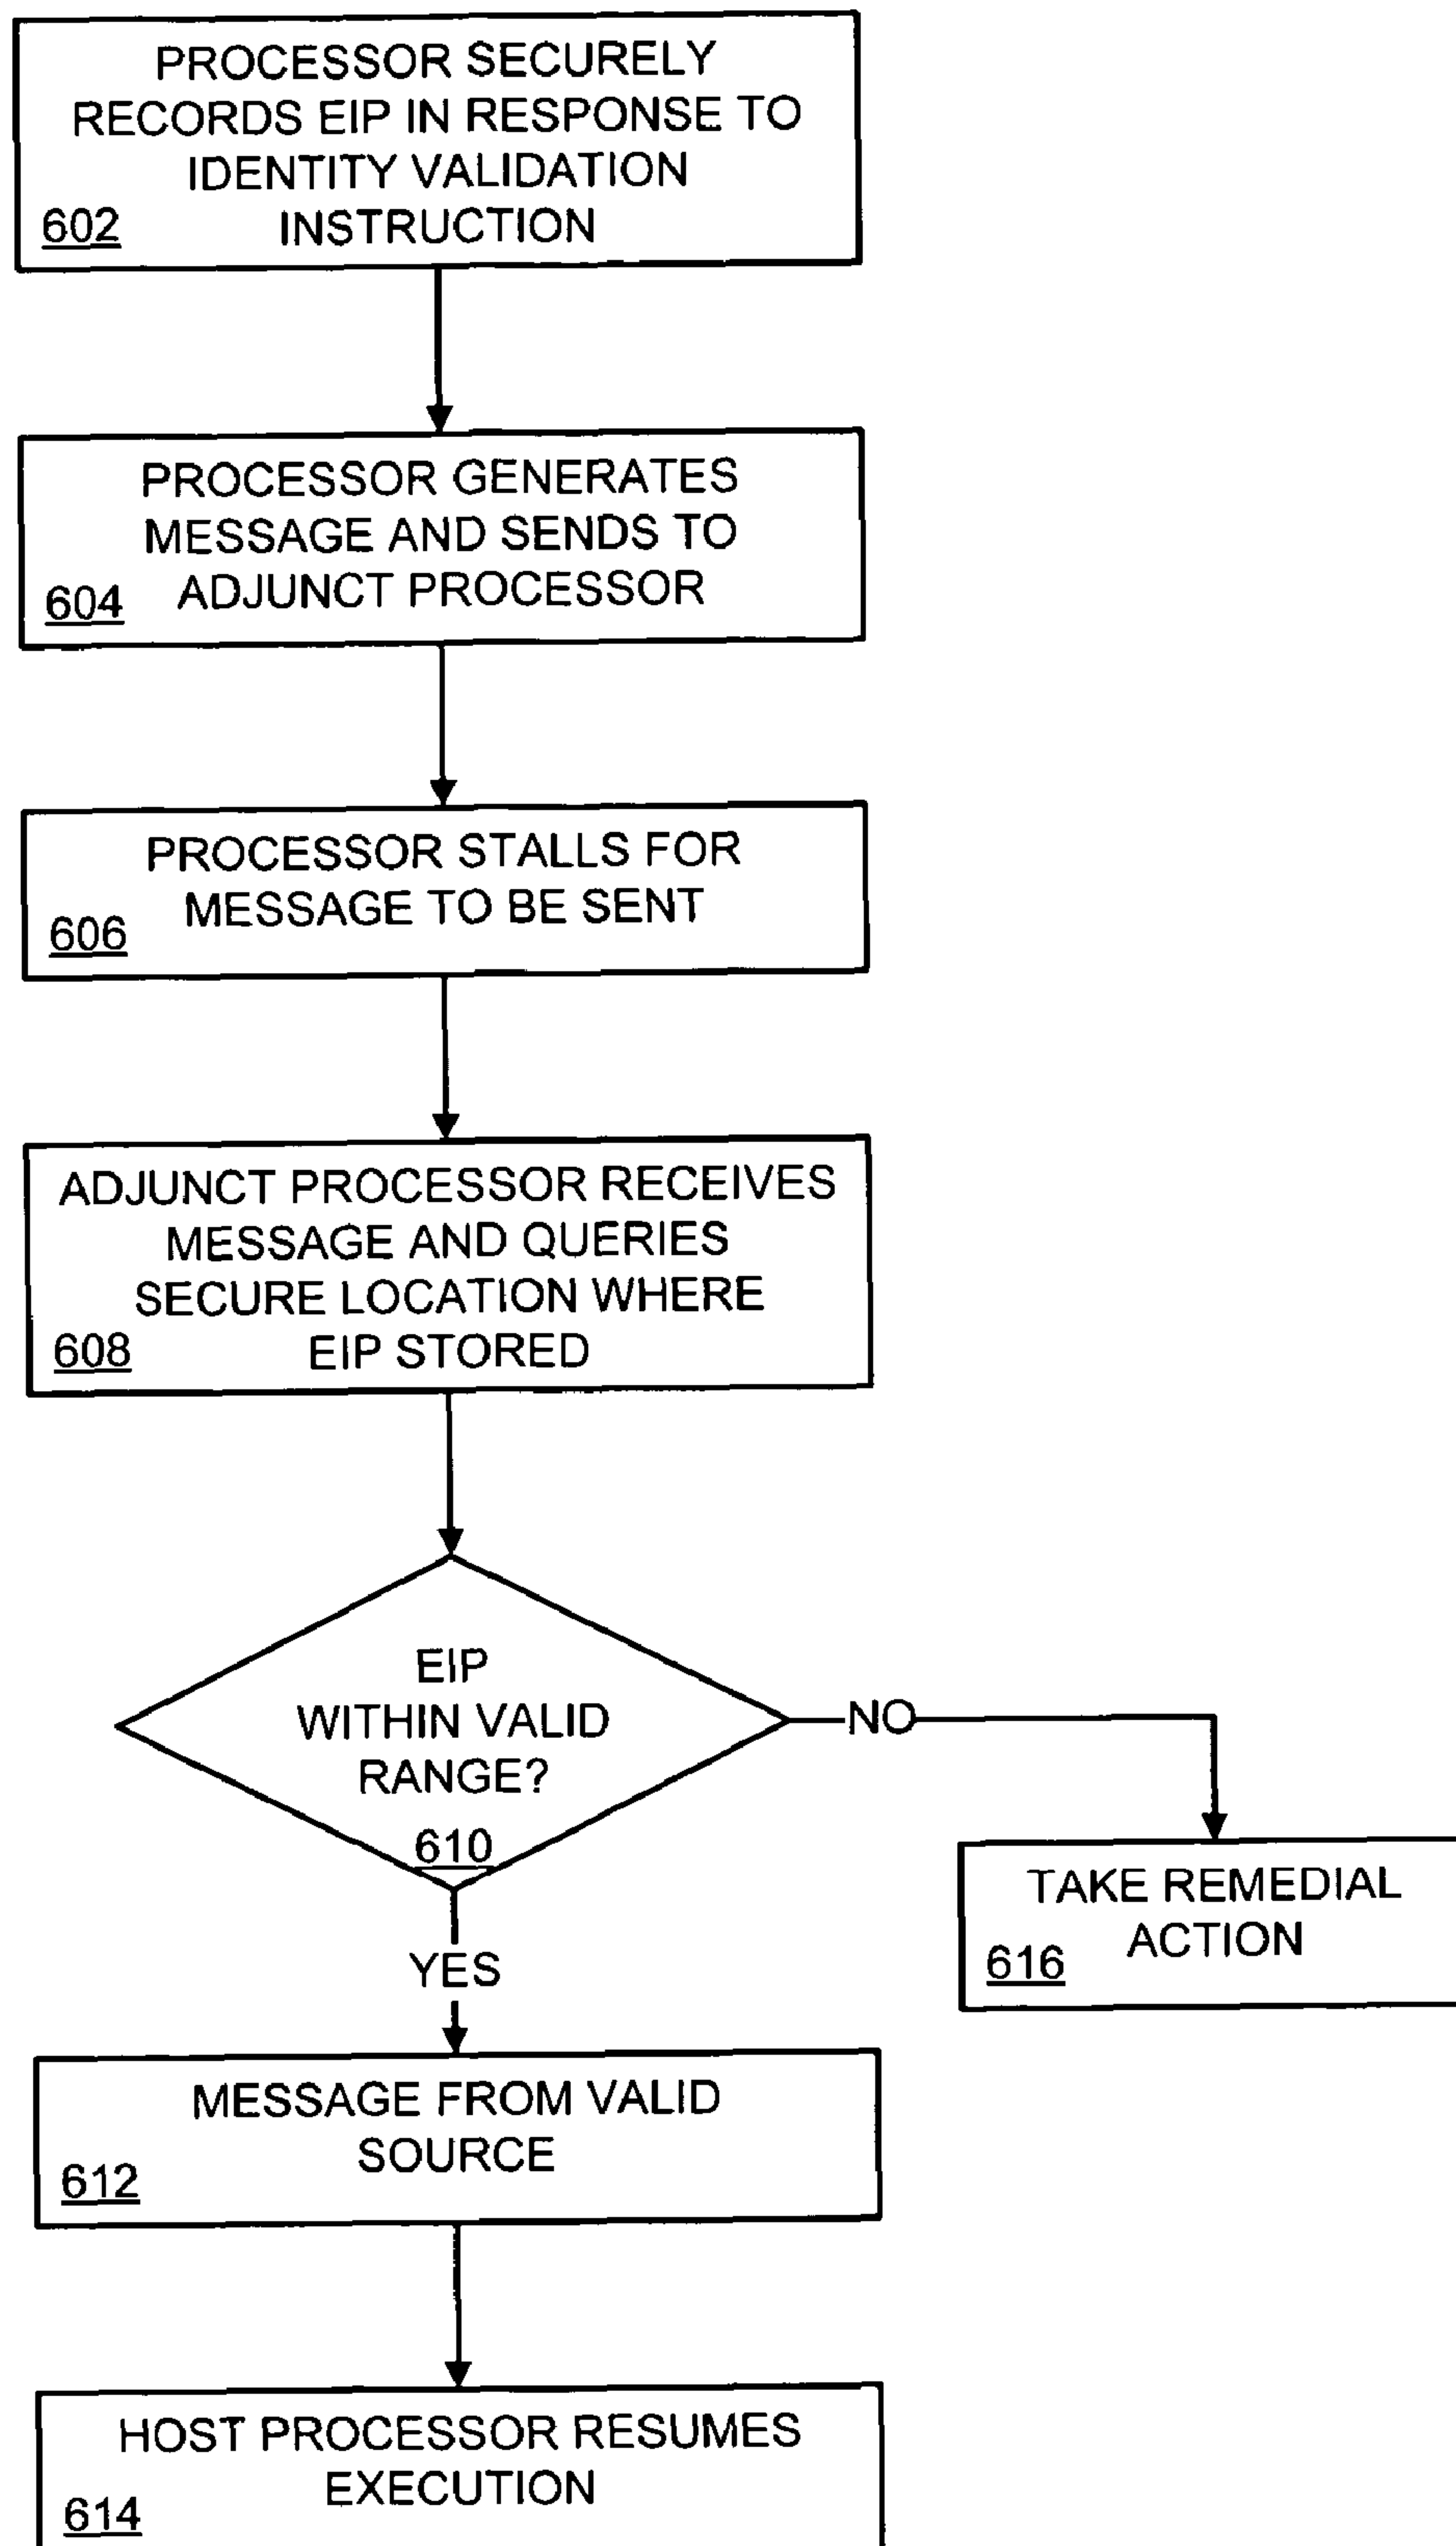 PROCESSOR SECURELY
RECORDS EIP IN RESPONSE TO
IDENTITY VALIDATION
INSTRUCTION
602
PROCESSOR GENERATES
MESSAGE AND SENDS TO
ADJUNCT PROCESSOR
604
PROCESSOR STALLS FOR
MESSAGE TO BE SENT
606
ADJUNCT PROCESSOR RECEIVES
MESSAGE AND QUERIES
SECURE LOCATION WHERE
EIP STORED
608
EIP
WITHIN VALID
RANGE?
610
NO
TAKE REMEDIAL
ACTION
616
YES
MESSAGE FROM VALID
SOURCE
612
HOST PROCESSOR RESUMES
EXECUTION
614